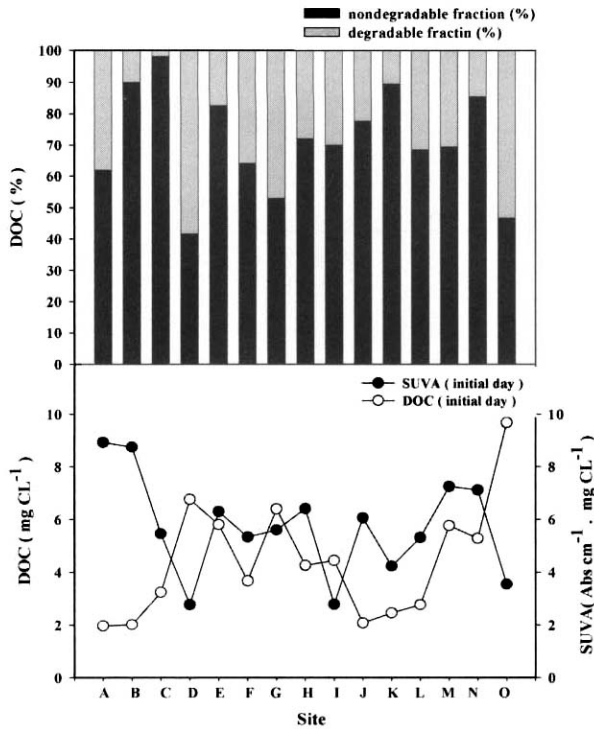 nondegradable fraction (%)
degradable fractin (%)
DOC ( % )
100
90
80
70
60
50
40
30
20
10
0
SUVA ( initial day )
DOC ( initial day )
DOC ( mg CL⁻¹ )
10
8
6
4
2
0
10
8
6
4
2
0
SUVA( Abs cm⁻¹ . mg CL⁻¹ )
A B C D E F G H I J K L M N O
Site